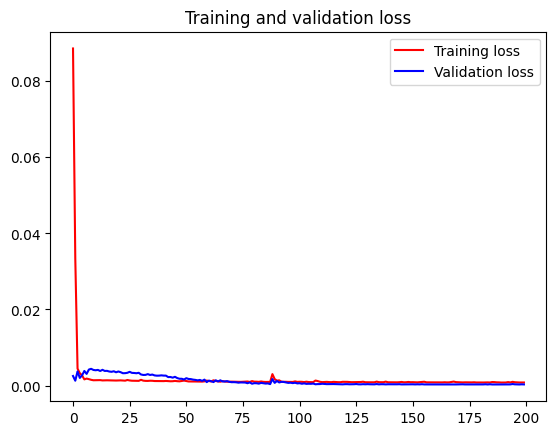 Training and validation loss
Training loss
Validation loss
0.08
0.06
0.04
0.02
0.00
0 25 50 75 100 125 150 175 200